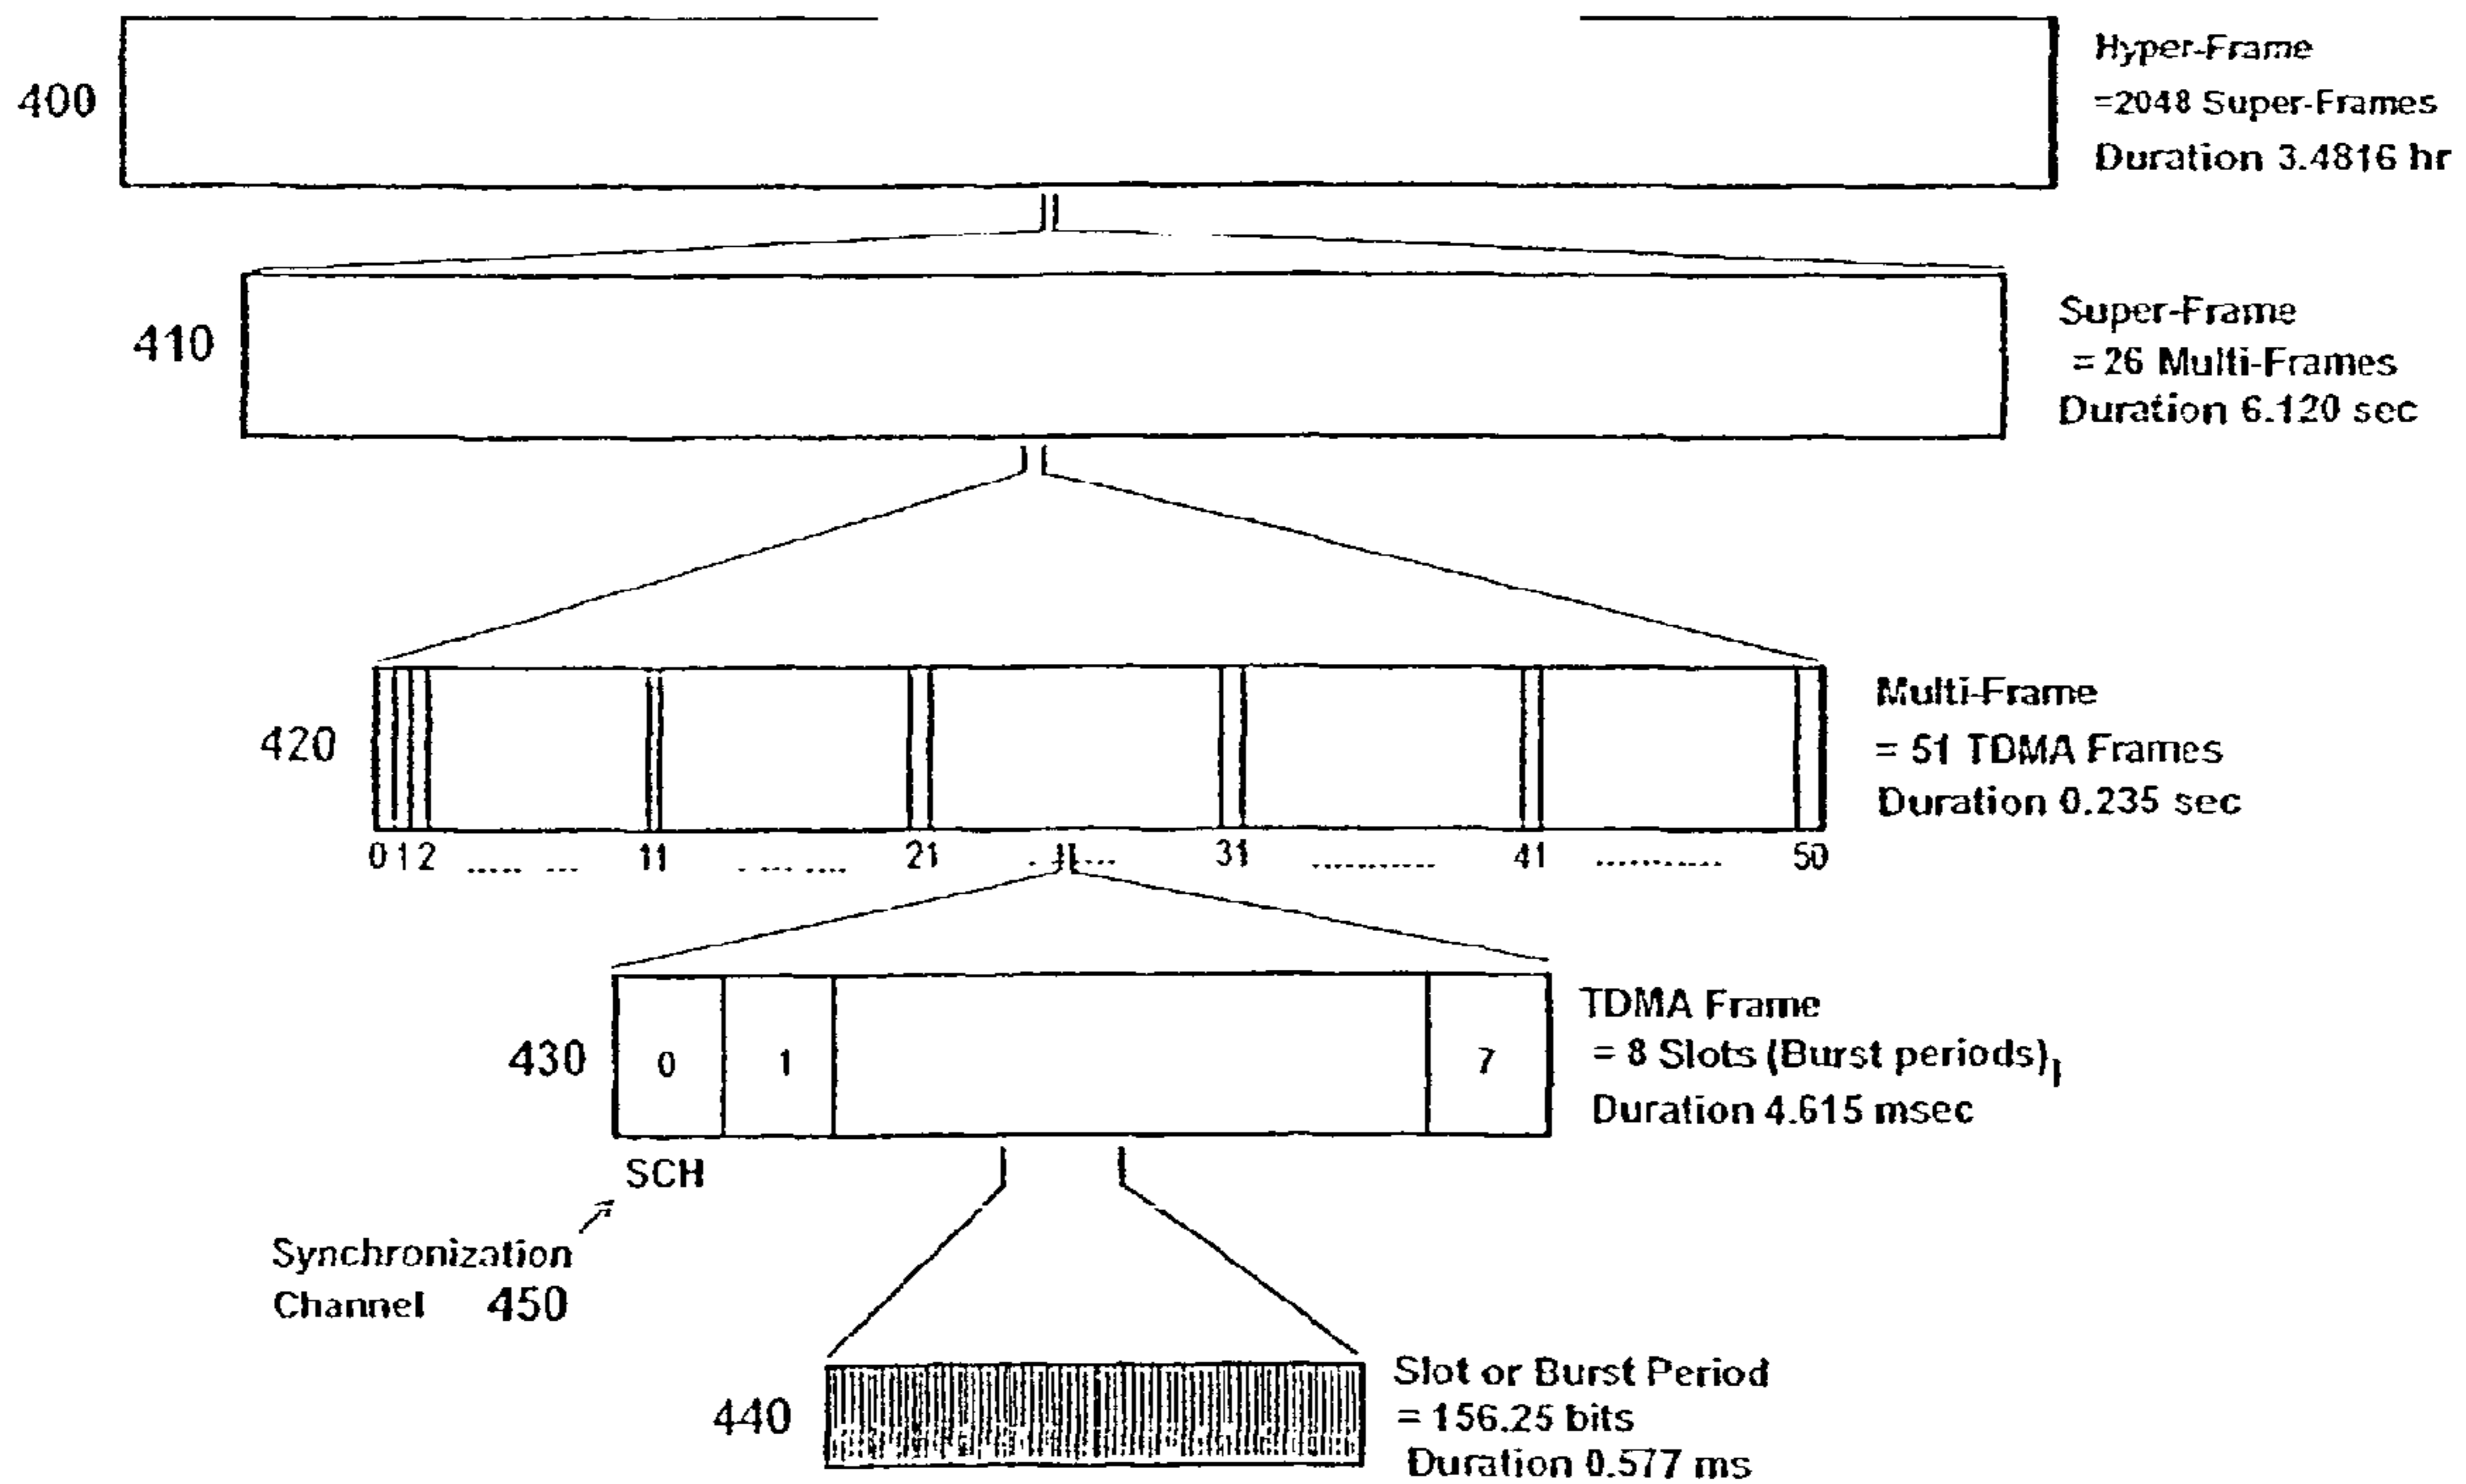 400
Hyper-Frame
=2048 Super-Frames
Duration 3.4816 hr
410
Super-Frame
= 26 Multi-Frames
Duration 6.120 sec
420
Multi-Frame
= 51 TDMA Frames
Duration 0.235 sec
0 1 2 ........ 11 ........ 21 ........ 31 ............ 41 ............ 50
430
0 1 7
TDMA Frame
= 8 Slots (Burst periods)
Duration 4.615 msec
SCH
Synchronization
Channel 450
440
Slot or Burst Period
= 156.25 bits
Duration 0.577 ms